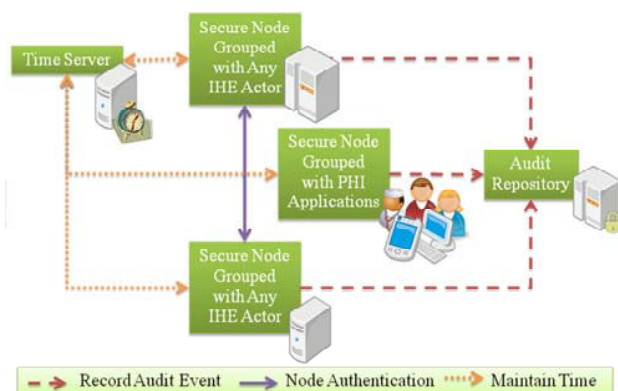 Time Server
Secure Node
Grouped
with Any
IHE Actor
Secure Node
Grouped
with PHI
Applications
Audit
Repository
Secure Node
Grouped
with Any
IHE Actor
Record Audit Event
Node Authentication
Maintain Time